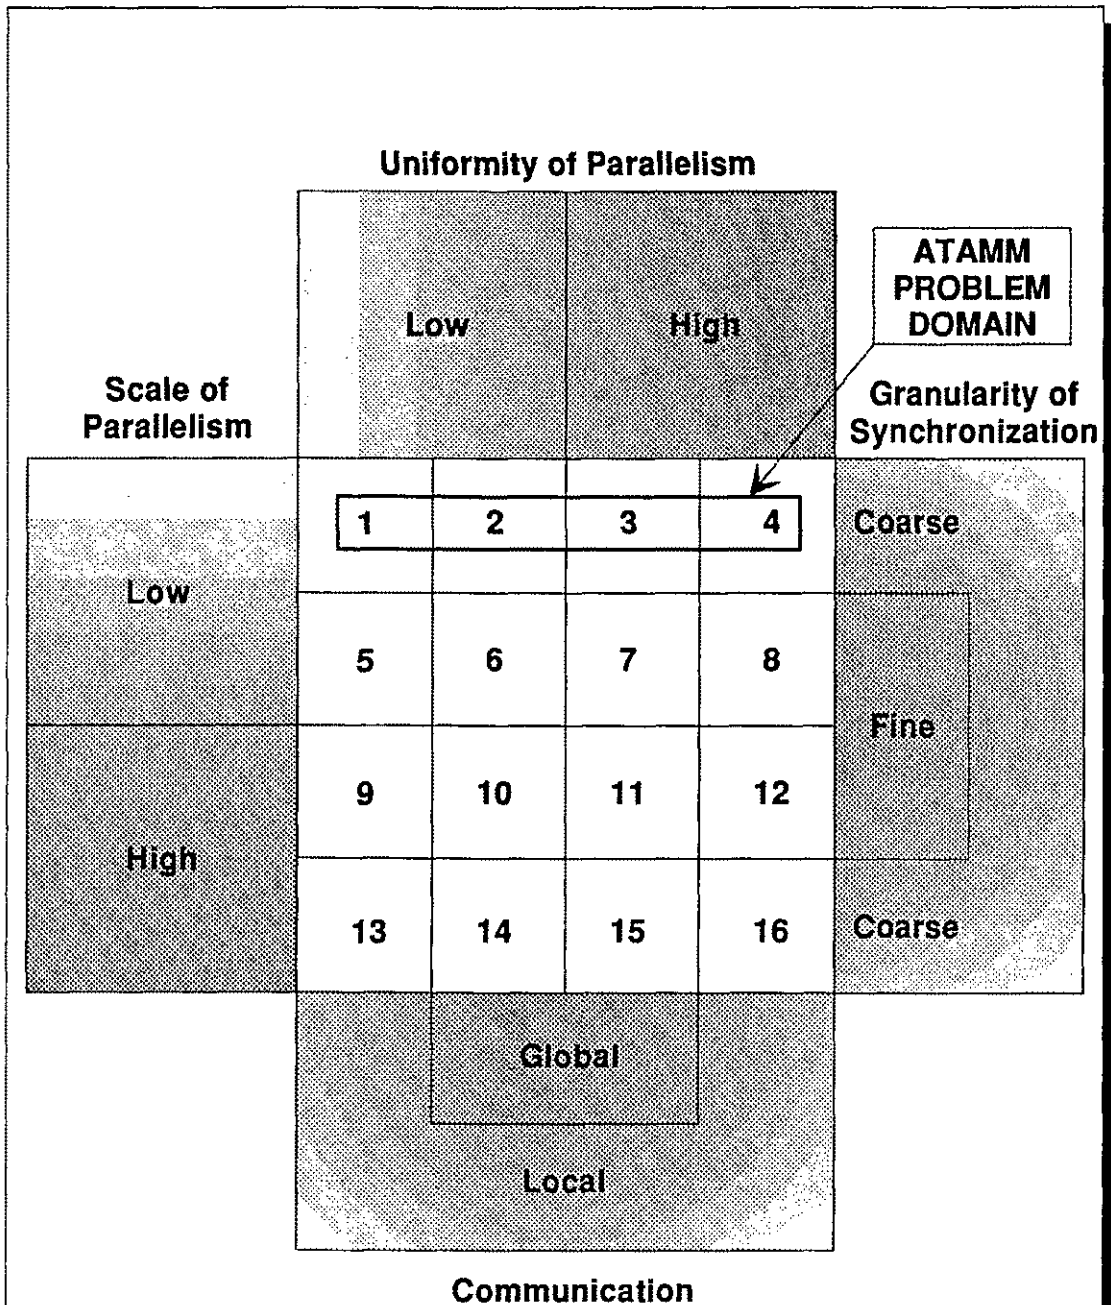 Uniformity of Parallelism
ATAMM
PROBLEM
DOMAIN
Low High
Scale of
Parallelism
Granularity of
Synchronization
1 2 3 4 Coarse
Low
5 6 7 8
Fine
9 10 11 12
High
13 14 15 16 Coarse
Global
Local
Communication